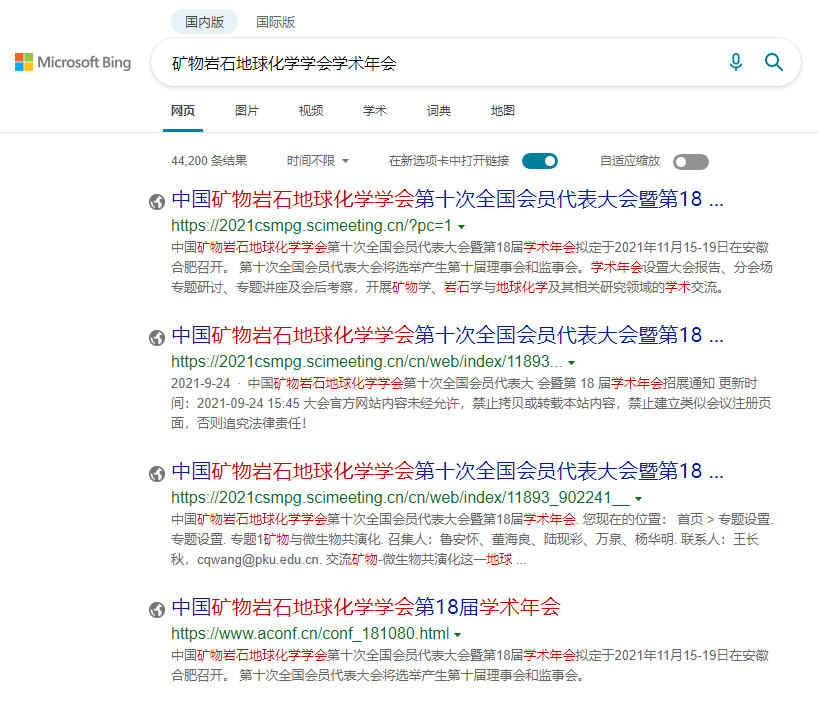 国内版 国际版
Microsoft Bing
矿物岩石地球化学学会学术年会
网页 图片 视频 学术 词典 地图
44,200 条结果 时间不限 在新选项卡中打开链接 自适应缩放
中国矿物岩石地球化学学会第十次全国会员代表大会暨第18 ...
https://2021csmpg.scimeeting.cn/?pc=1
中国矿物岩石地球化学学会第十次全国会员代表大会暨第18届学术年会拟定于2021年11月15-19日在安徽
合肥召开。 第十次全国会员代表大会将选举产生第十届理事会和监事会。学术年会设置大会报告、分会场
专题研讨、专题讲座及会后考察，开展矿物学、岩石学与地球化学及其相关研究领域的学术交流。
中国矿物岩石地球化学学会第十次全国会员代表大会暨第18 ...
https://2021csmpg.scimeeting.cn/cn/web/index/11893...
2021-9-24 · 中国矿物岩石地球化学学会第十次全国会员代表大 会暨第 18 届学术年会招展通知 更新时
间：2021-09-24 15:45 大会官方网站内容未经允许，禁止拷贝或转载本站内容，禁止建立类似会议注册页
面，否则追究法律责任！
中国矿物岩石地球化学学会第十次全国会员代表大会暨第18 ...
https://2021csmpg.scimeeting.cn/cn/web/index/11893_902241__
中国矿物岩石地球化学学会第十次全国会员代表大会暨第18届学术年会. 您现在的位置： 首页 > 专题设置.
专题设置. 专题1矿物与微生物共演化. 召集人：鲁安怀、董海良、陆现彩、万泉、杨华明. 联系人：王长
秋，cqwang@pku.edu.cn. 交流矿物-微生物共演化这一地球 ...
中国矿物岩石地球化学学会第18届学术年会
https://www.aconf.cn/conf_181080.html
中国矿物岩石地球化学学会第十次全国会员代表大会暨第18届学术年会拟定于2021年11月15-19日在安徽
合肥召开。 第十次全国会员代表大会将选举产生第十届理事会和监事会。